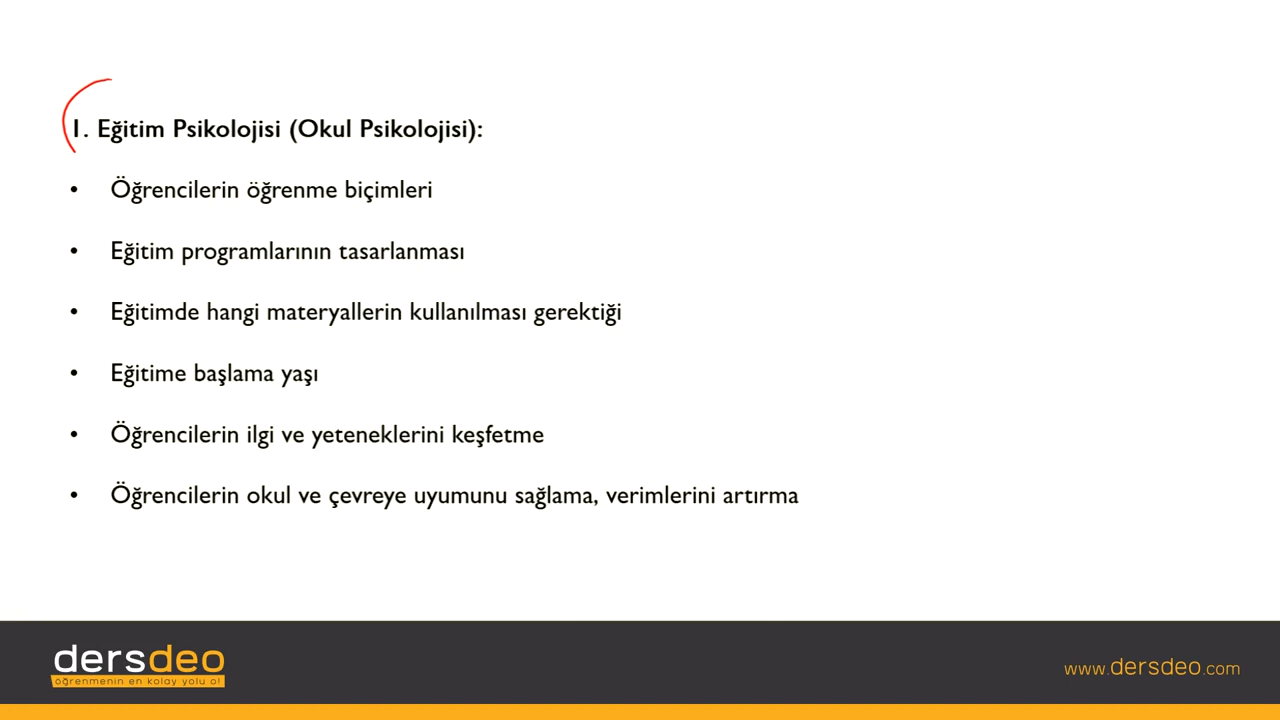 1. Eğitim Psikolojisi (Okul Psikolojisi):
• Öğrencilerin öğrenme biçimleri
• Eğitim programlarının tasarlanması
• Eğitimde hangi materyallerin kullanılması gerektiği
• Eğitime başlama yaşı
• Öğrencilerin ilgi ve yeteneklerini keşfetme
• Öğrencilerin okul ve çevreye uyumunu sağlama, verimlerini artırma
dersdeo
öğrenmenin en kolay yolu o!
www.dersdeo.com